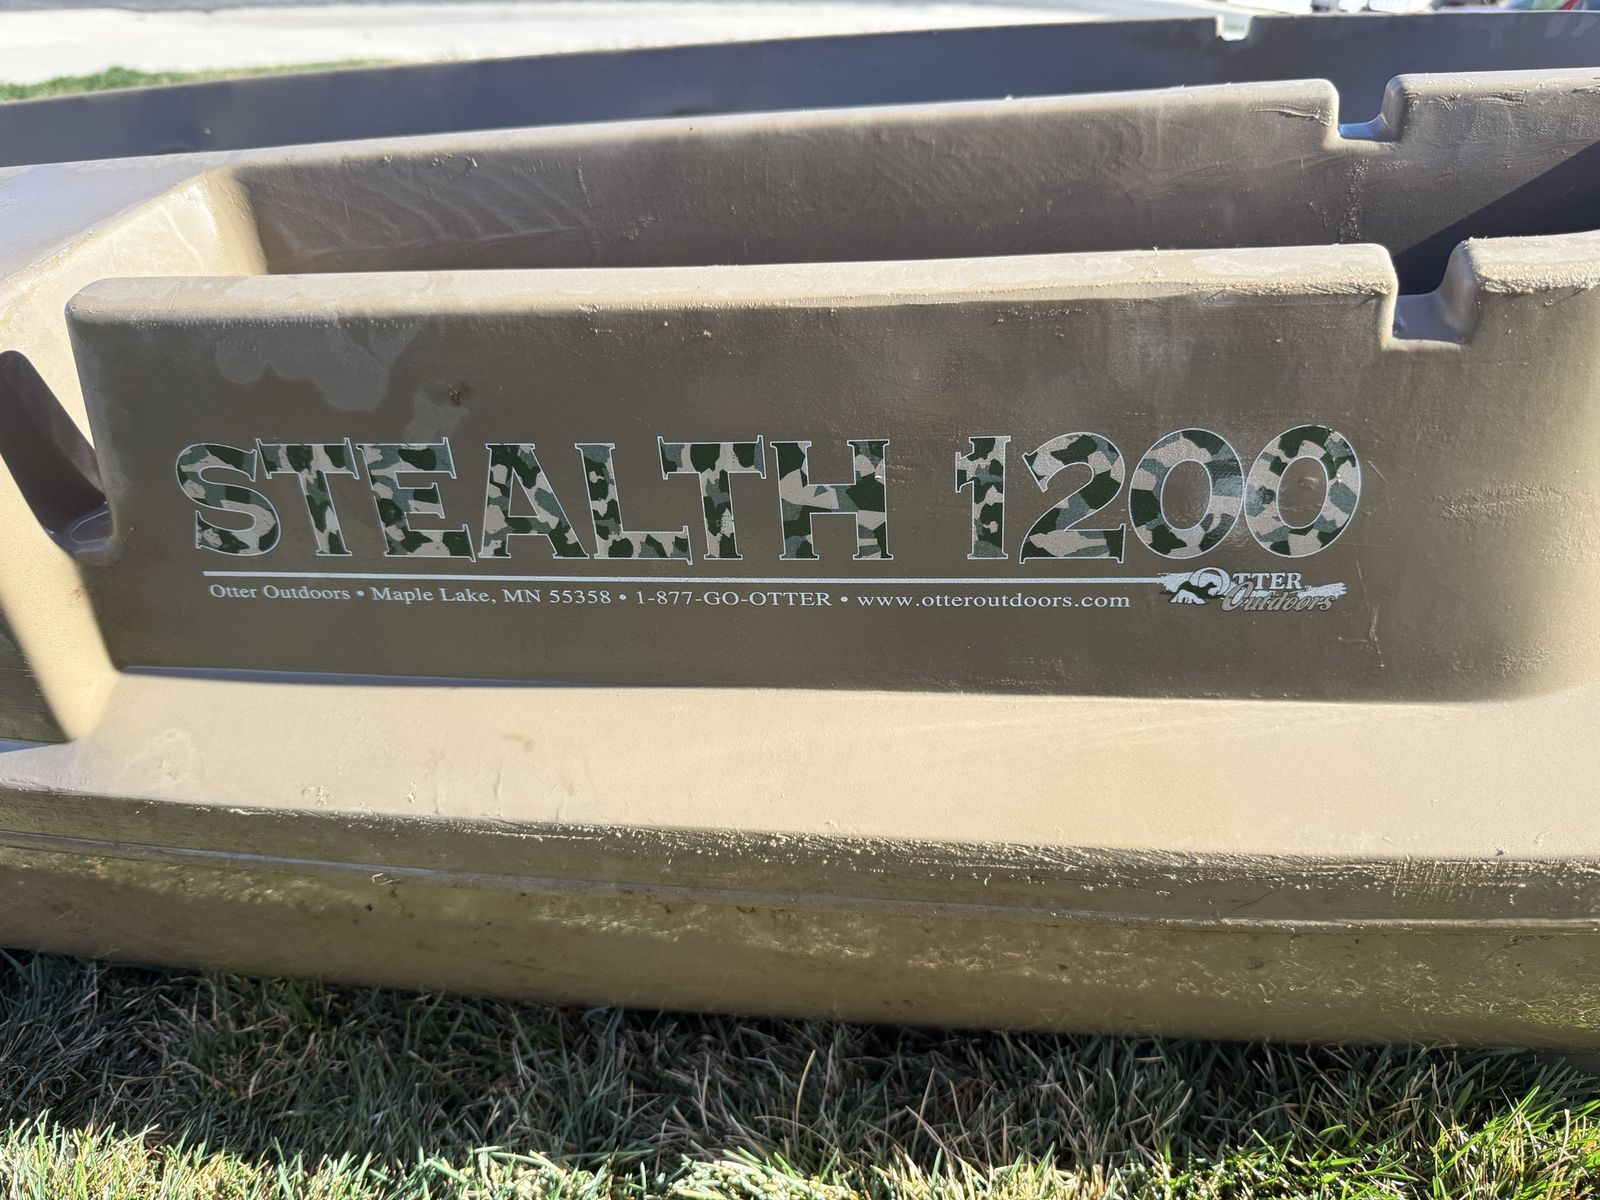 STEALTH 1200
Otter Outdoors • Maple Lake, MN 55358 • 1-877-GO-OTTER • www.otteroutdoors.com
OTTER
Outdoors